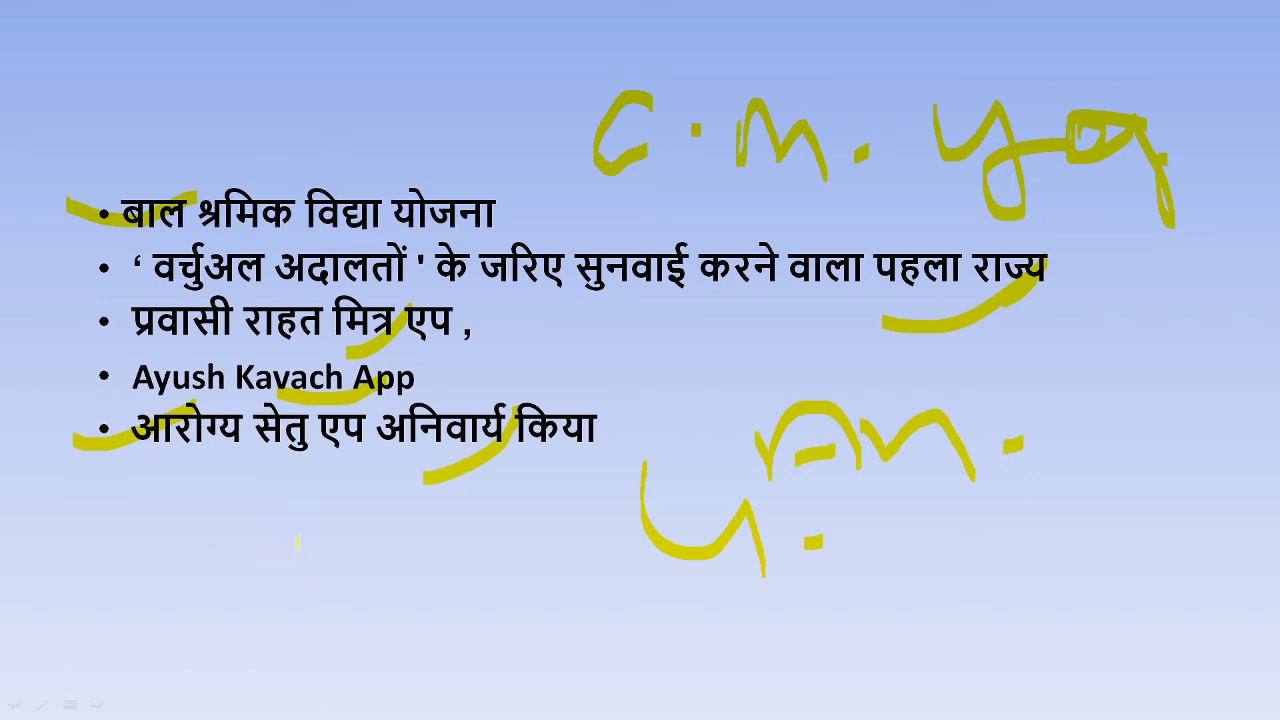 C.M. Yog
• बाल श्रमिक विद्या योजना
• ‘ वर्चुअल अदालतों ' के जरिए सुनवाई करने वाला पहला राज्य
• प्रवासी राहत मित्र एप ,
• Ayush Kavach App
• आरोग्य सेतु एप अनिवार्य किया